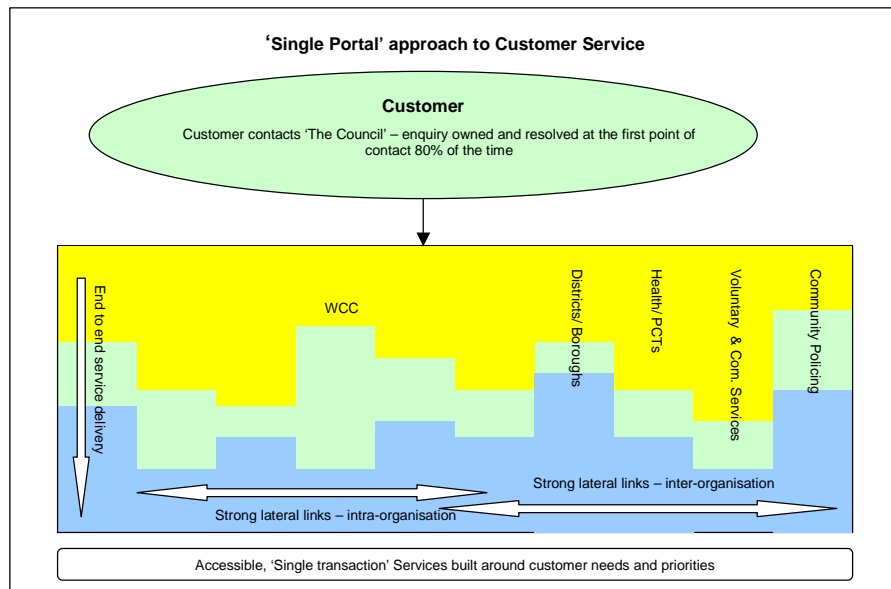 ‘Single Portal’ approach to Customer Service
Customer
Customer contacts ‘The Council’ – enquiry owned and resolved at the first point of
contact 80% of the time
End to end service delivery
WCC
Districts/ Boroughs
Health/ PCTs
Voluntary & Com. Services
Community Policing
Strong lateral links – inter-organisation
Strong lateral links – intra-organisation
Accessible, ‘Single transaction’ Services built around customer needs and priorities